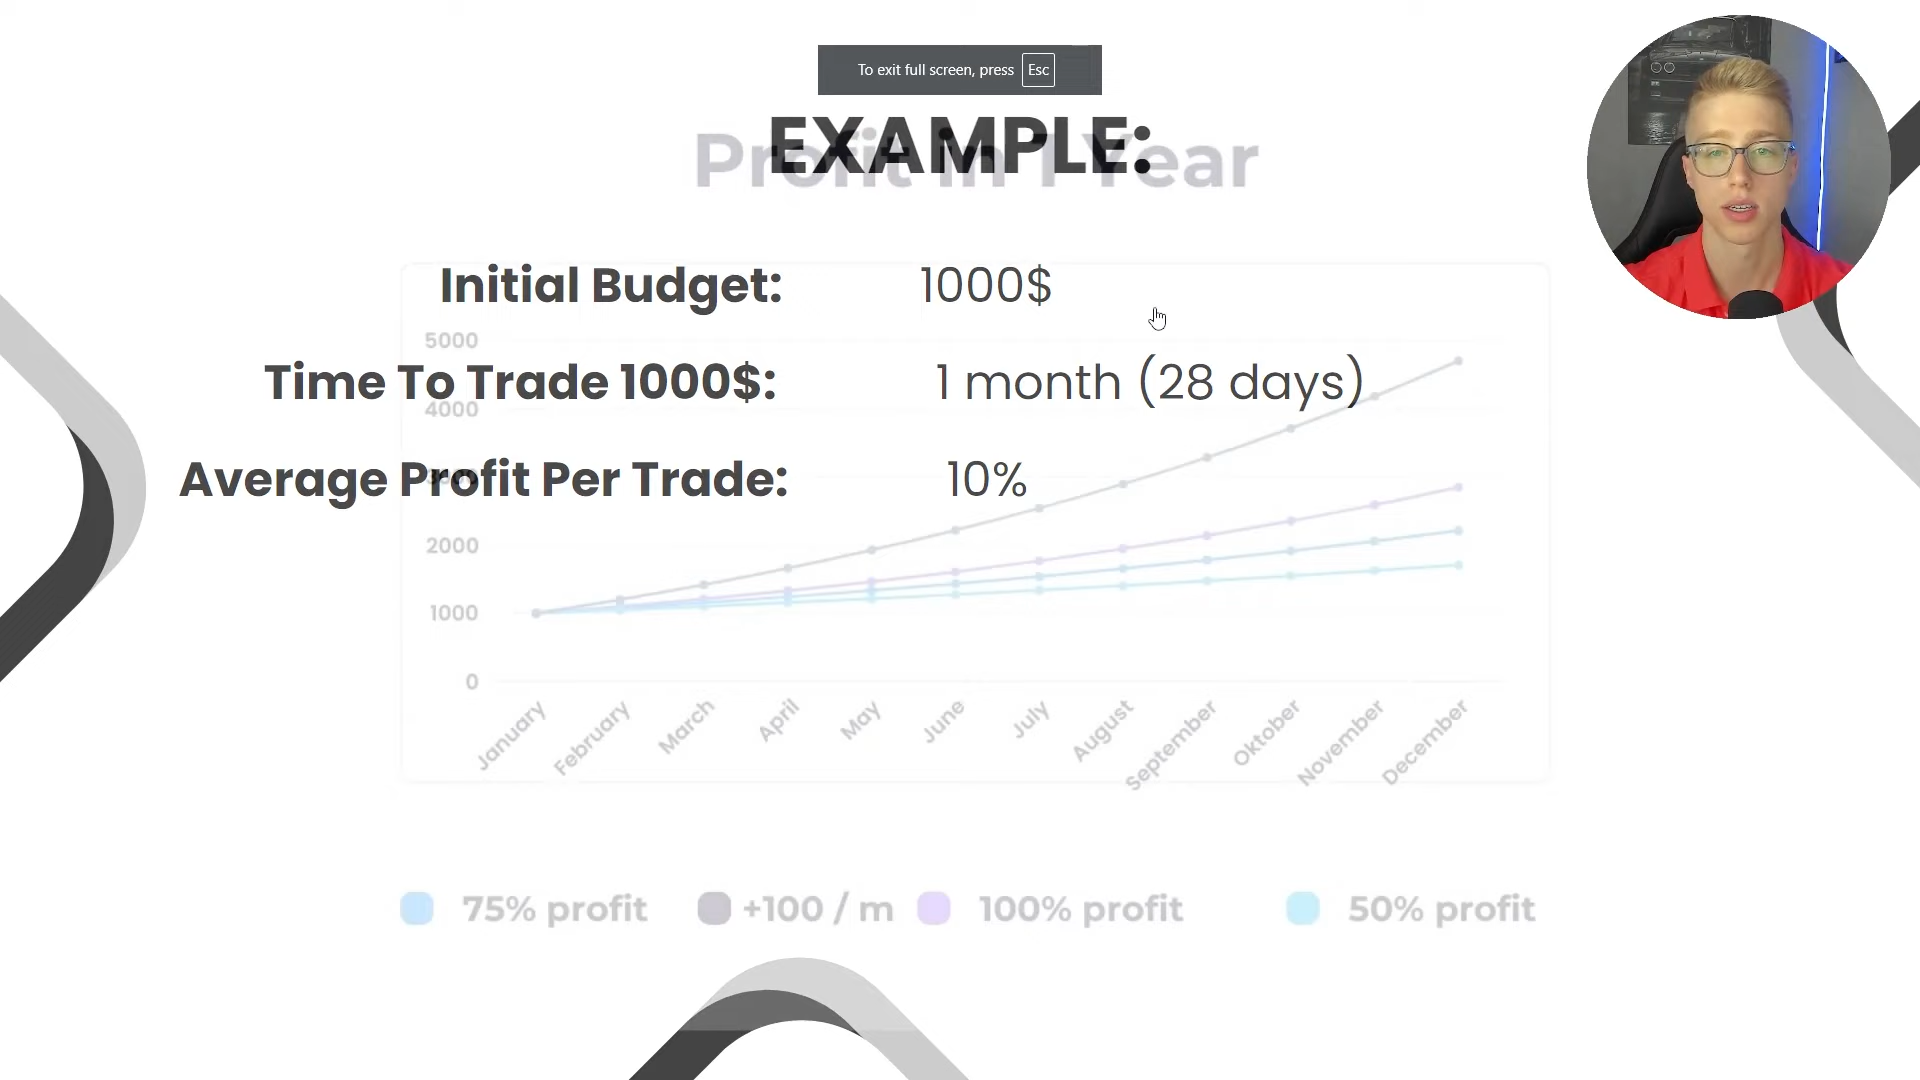 To exit full screen, press Esc
EXAMPLE:
Profit in 1 Year
Initial Budget: 1000$
5000
Time To Trade 1000$: 1 month (28 days)
4000
Average Profit Per Trade: 10%
2000
1000
0
January February March April May June July August September Oktober November December
75% profit +100 / m 100% profit 50% profit